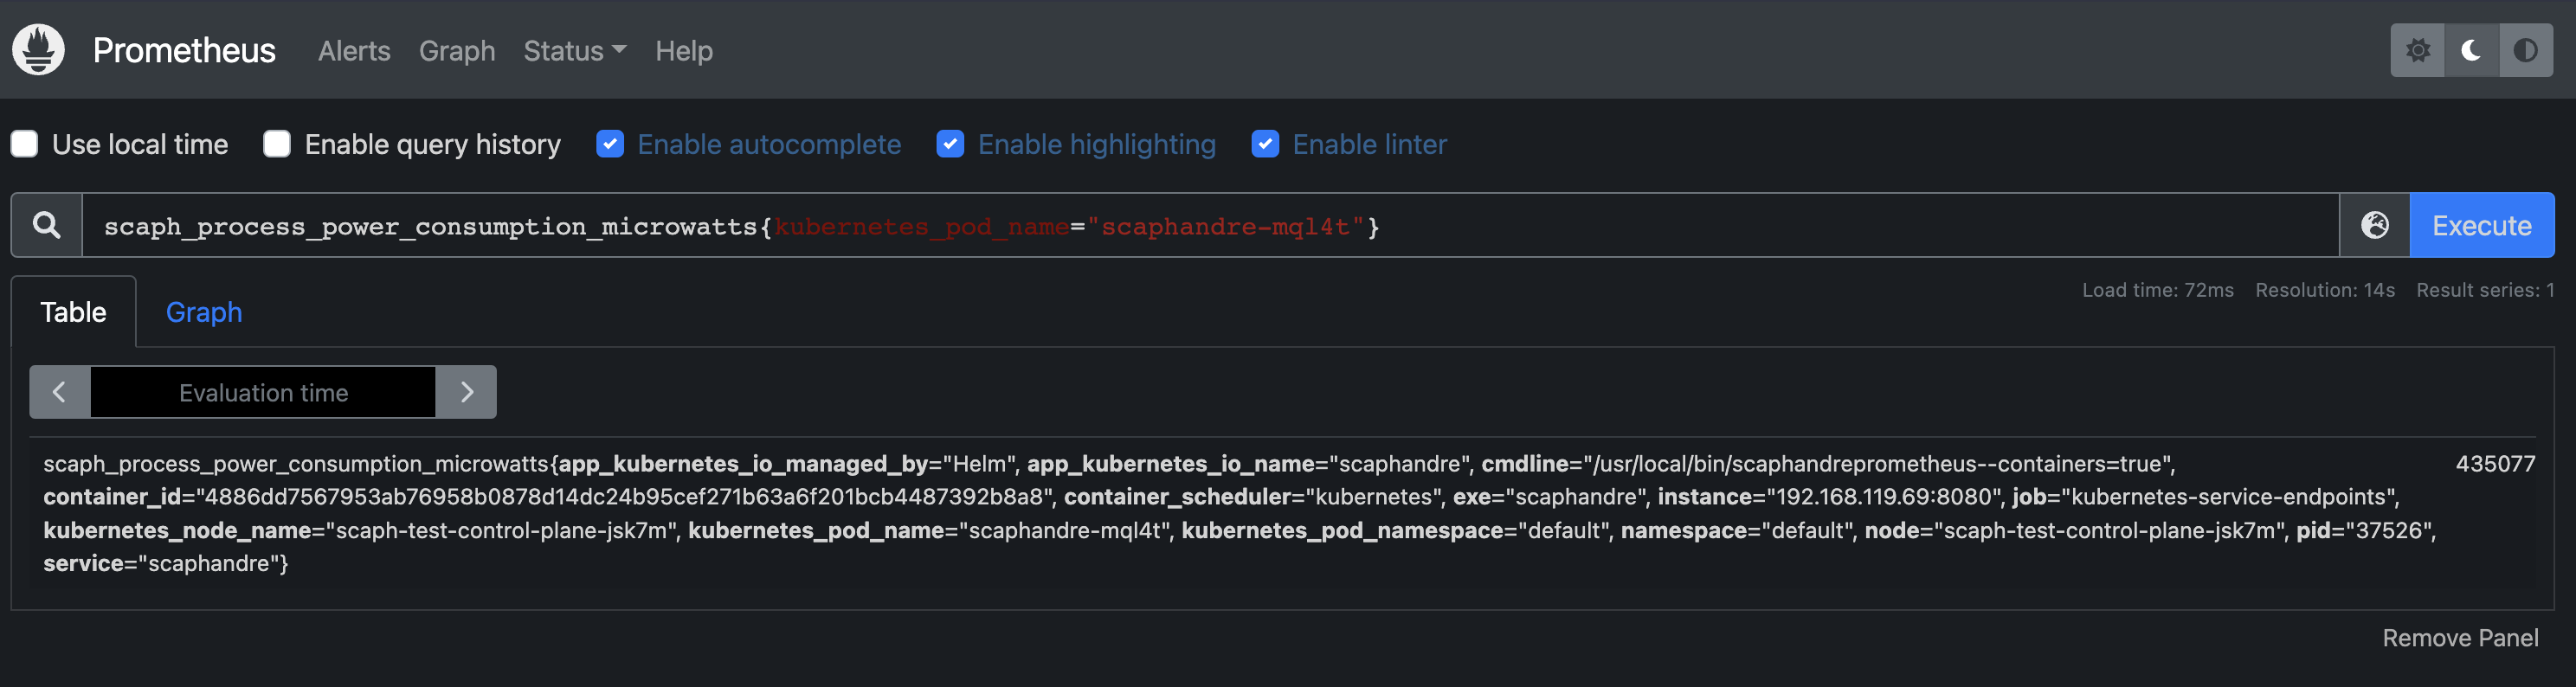 Prometheus Alerts Graph Status Help
Use local time Enable query history Enable autocomplete Enable highlighting Enable linter
scaph_process_power_consumption_microwatts{kubernetes_pod_name="scaphandre-mql4t"} Execute
Load time: 72ms Resolution: 14s Result series: 1
Table Graph
Evaluation time
scaph_process_power_consumption_microwatts{app_kubernetes_io_managed_by="Helm", app_kubernetes_io_name="scaphandre", cmdline="/usr/local/bin/scaphandreprometheus--containers=true", 435077
container_id="4886dd7567953ab76958b0878d14dc24b95cef271b63a6f201bcb4487392b8a8", container_scheduler="kubernetes", exe="scaphandre", instance="192.168.119.69:8080", job="kubernetes-service-endpoints",
kubernetes_node_name="scaph-test-control-plane-jsk7m", kubernetes_pod_name="scaphandre-mql4t", kubernetes_pod_namespace="default", namespace="default", node="scaph-test-control-plane-jsk7m", pid="37526",
service="scaphandre"}
Remove Panel